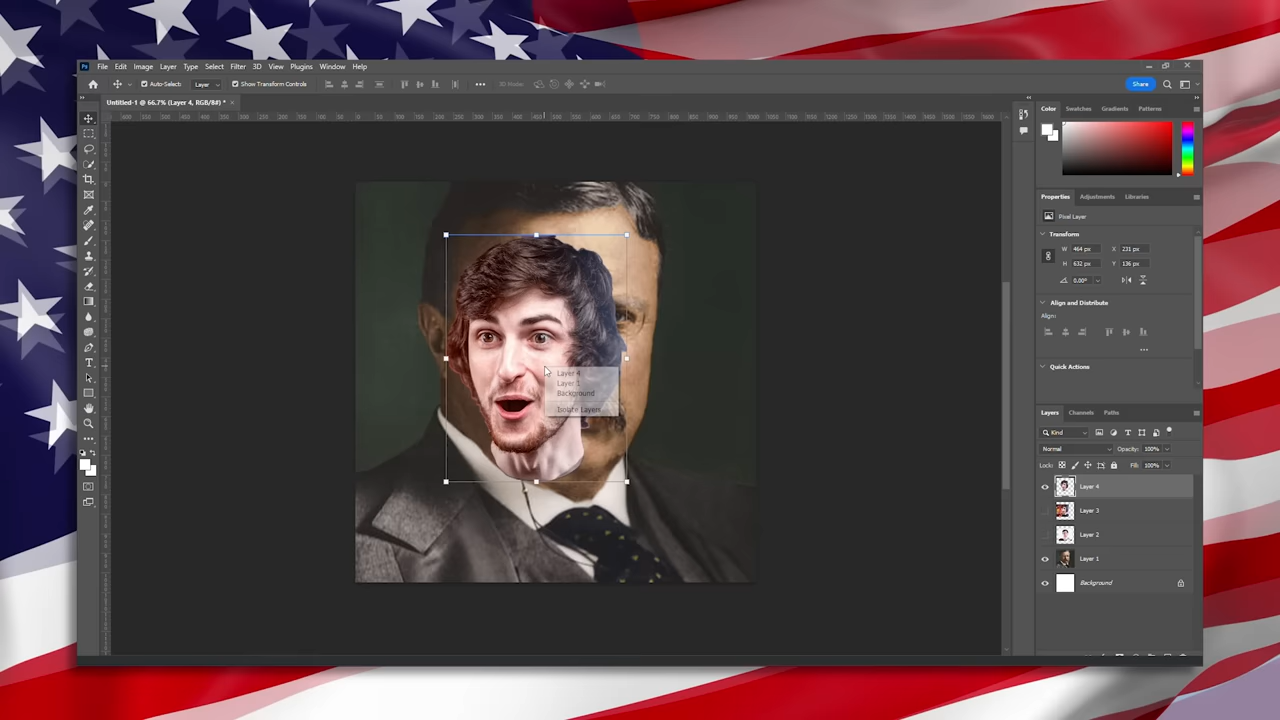 Ps File Edit Image Layer Type Select Filter 3D View Plugins Window Help
Auto-Select: Layer Show Transform Controls ••• 3D Mode: Share
Untitled-1 @ 66.7% (Layer 4, RGB/8#) * ×
Color Swatches Gradients Patterns
Properties Adjustments Libraries
Pixel Layer
Transform
W 464 px X 231 px
H 632 px Y 136 px
0.00°
Align and Distribute
Align:
•••
Quick Actions
Layer 4
Layer 1
Background
Isolate Layers
Layers Channels Paths
Kind
Normal Opacity: 100%
Lock: Fill: 100%
Layer 4
Layer 3
Layer 2
Layer 1
Background